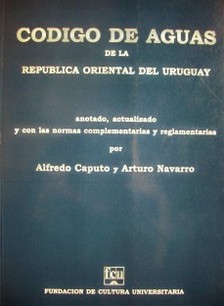 CODIGO DE AGUAS
DE LA
REPUBLICA ORIENTAL DEL URUGUAY
anotado, actualizado
y con las normas complementarias y reglamentarias
por
Alfredo Caputo y Arturo Navarro
fcu
FUNDACION DE CULTURA UNIVERSITARIA